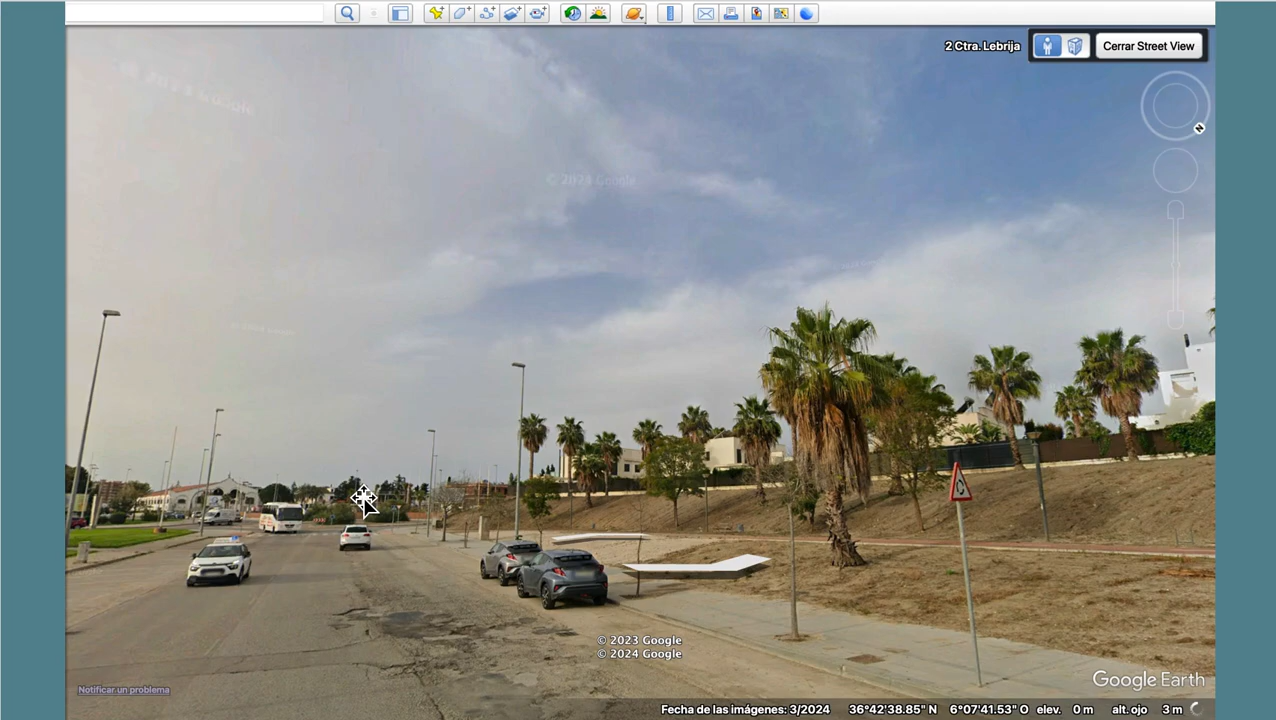 2 Ctra. Lebrija
Cerrar Street View
N
© 2024 Google
© 2023 Google
© 2024 Google
Notificar un problema
Google Earth
Fecha de las imágenes: 3/2024 36°42'38.85" N 6°07'41.53" O elev. 0 m alt. ojo 3 m